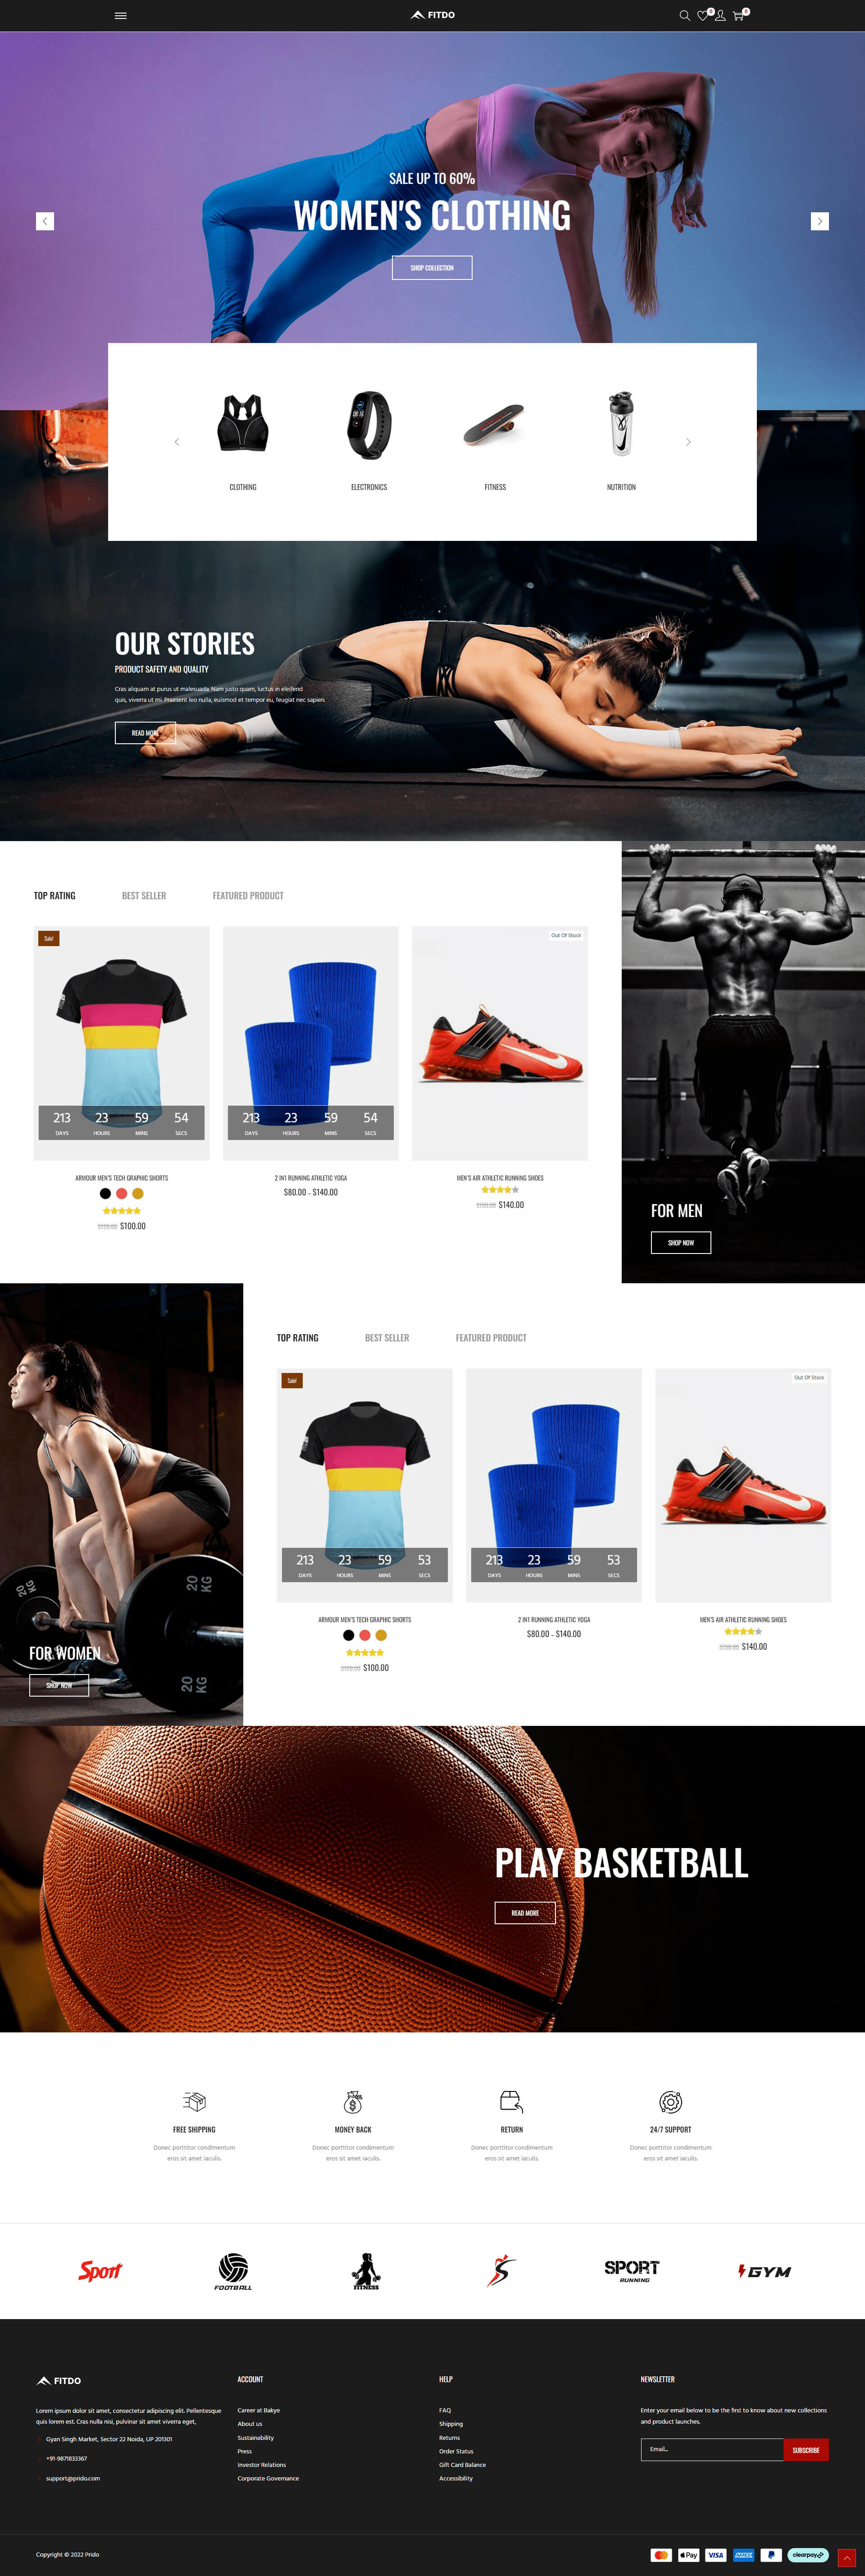 FITDO
0
0
SALE UP TO 60%
WOMEN'S CLOTHING
SHOP COLLECTION
CLOTHING
ELECTRONICS
FITNESS
NUTRITION
OUR STORIES
PRODUCT SAFETY AND QUALITY
Cras aliquam at purus ut malesuada. Nam justo quam, luctus in eleifend
quis, viverra ut mi. Praesent leo nulla, euismod et tempor eu, feugiat nec sapien.
READ MORE
TOP RATING
BEST SELLER
FEATURED PRODUCT
Sale!
213 23 59 54
DAYS HOURS MINS SECS
ARMOUR MEN'S TECH GRAPHIC SHORTS
$100.00
213 23 59 54
DAYS HOURS MINS SECS
2 IN1 RUNNING ATHLETIC YOGA
$80.00 – $140.00
Out Of Stock
MEN'S AIR ATHLETIC RUNNING SHOES
$140.00
FOR MEN
SHOP NOW
20
KG
20
KG
20
KG
FOR WOMEN
SHOP NOW
TOP RATING
BEST SELLER
FEATURED PRODUCT
Sale!
213 23 59 53
DAYS HOURS MINS SECS
ARMOUR MEN'S TECH GRAPHIC SHORTS
$100.00
213 23 59 53
DAYS HOURS MINS SECS
2 IN1 RUNNING ATHLETIC YOGA
$80.00 – $140.00
Out Of Stock
MEN'S AIR ATHLETIC RUNNING SHOES
$140.00
PLAY BASKETBALL
READ MORE
FREE SHIPPING
Donec porttitor condimentum
eros sit amet iaculis.
MONEY BACK
Donec porttitor condimentum
eros sit amet iaculis.
RETURN
Donec porttitor condimentum
eros sit amet iaculis.
24/7 SUPPORT
Donec porttitor condimentum
eros sit amet iaculis.
Sport
FOOTBALL
FITNESS
SPORT
RUNNING
GYM
FITDO
Lorem ipsum dolor sit amet, consectetur adipiscing elit. Pellentesque
quis lorem est. Cras nulla nisi, pulvinar sit amet viverra eget,
Gyan Singh Market, Sector 22 Noida, UP 201301
+91-9871833367
support@prido.com
ACCOUNT
Career at Bakye
About us
Sustainability
Press
Investor Relations
Corporate Governance
HELP
FAQ
Shipping
Returns
Order Status
Gift Card Balance
Accessibility
NEWSLETTER
Enter your email below to be the first to know about new collections
and product launches.
Email...
SUBSCRIBE
Copyright © 2022 Prido
mastercard
Pay
VISA
AMEX
clearpay